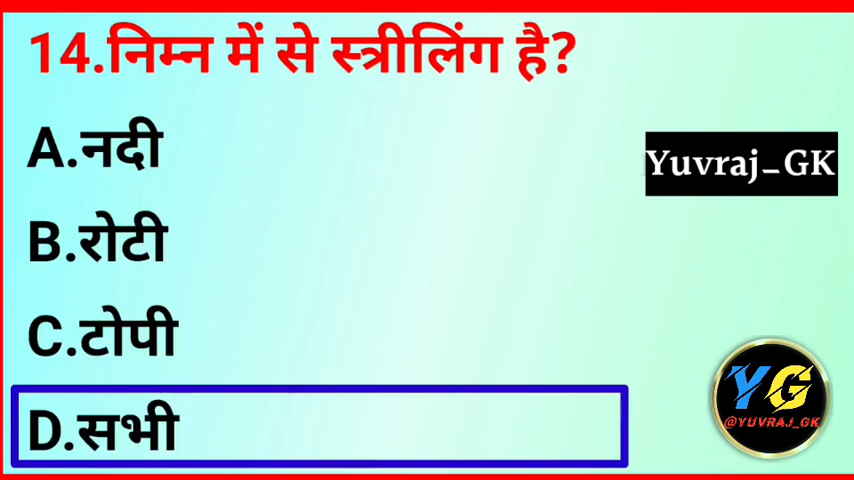 14.निम्न में से स्त्रीलिंग है?
A.नदी
Yuvraj_GK
B.रोटी
C.टोपी
D.सभी
YG
@YUVRAJ_GK